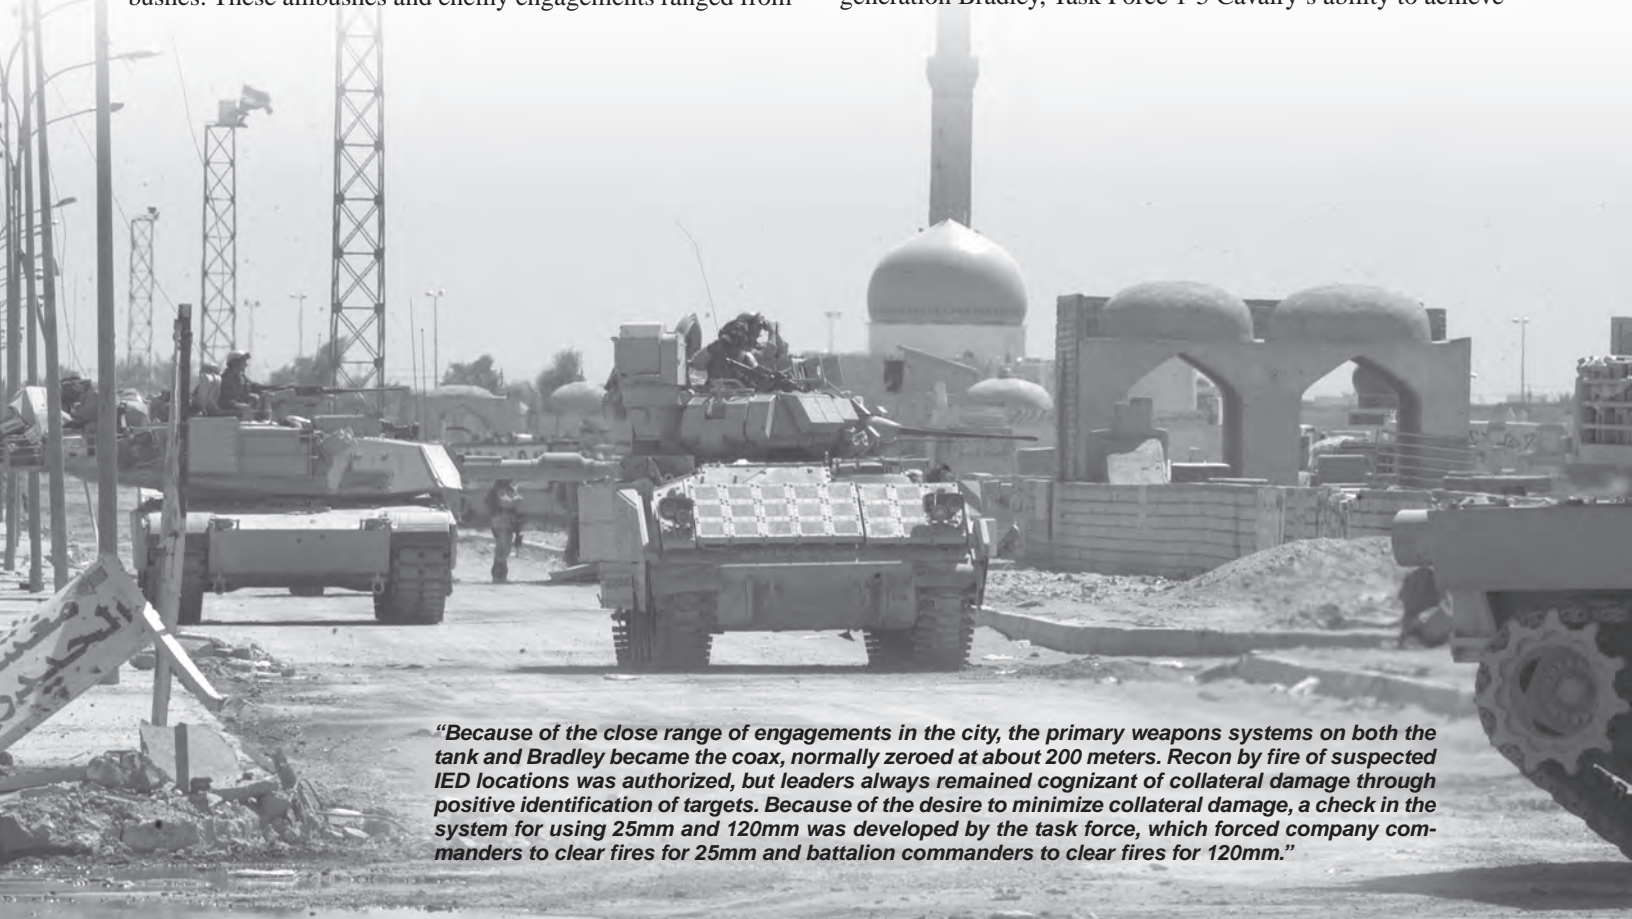 bushes. These ambushes and enemy engagements ranged from
generation Bradley, Task Force 1-5 Cavalry's ability to achieve
“Because of the close range of engagements in the city, the primary weapons systems on both the
tank and Bradley became the coax, normally zeroed at about 200 meters. Recon by fire of suspected
IED locations was authorized, but leaders always remained cognizant of collateral damage through
positive identification of targets. Because of the desire to minimize collateral damage, a check in the
system for using 25mm and 120mm was developed by the task force, which forced company com-
manders to clear fires for 25mm and battalion commanders to clear fires for 120mm.”